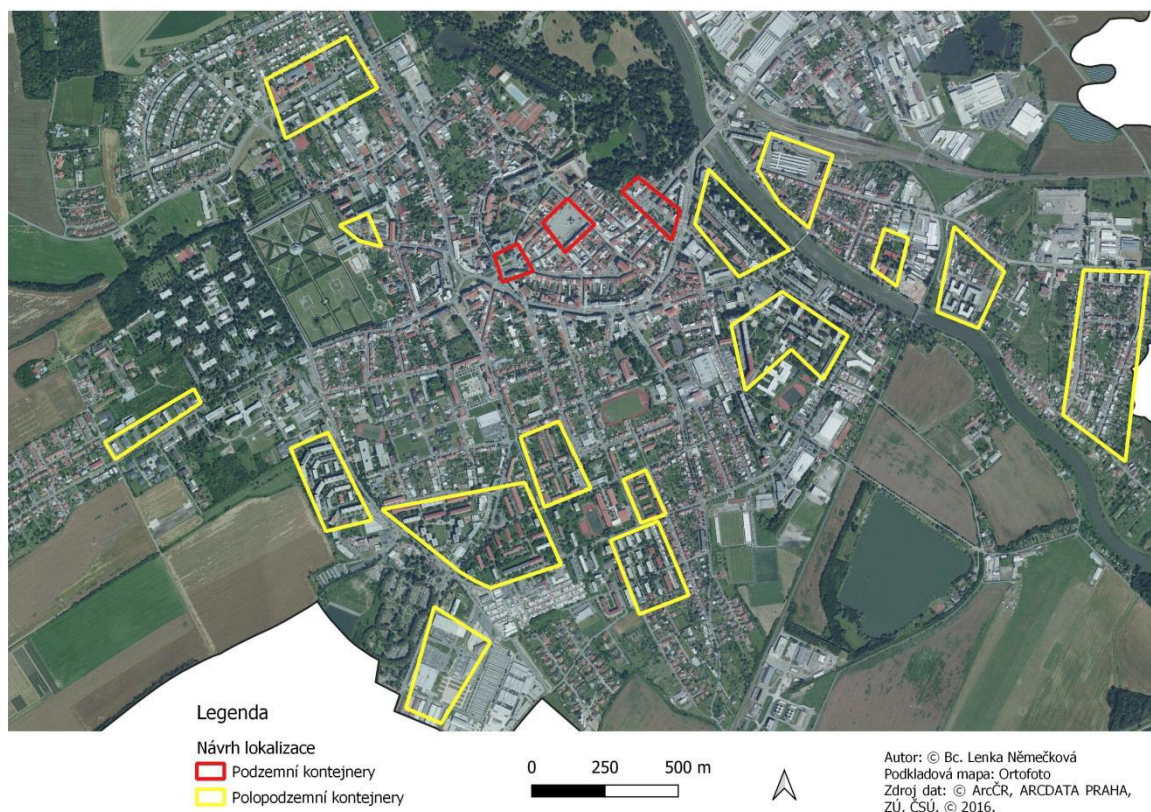 Legenda
Návrh lokalizace
Podzemní kontejnery
Polopodzemní kontejnery
0 250 500 m
Autor: © Bc. Lenka Němečková
Podkladová mapa: Ortofoto
Zdroj dat: © ArcČR, ARCDATA PRAHA,
ZÚ, ČSÚ, © 2016.